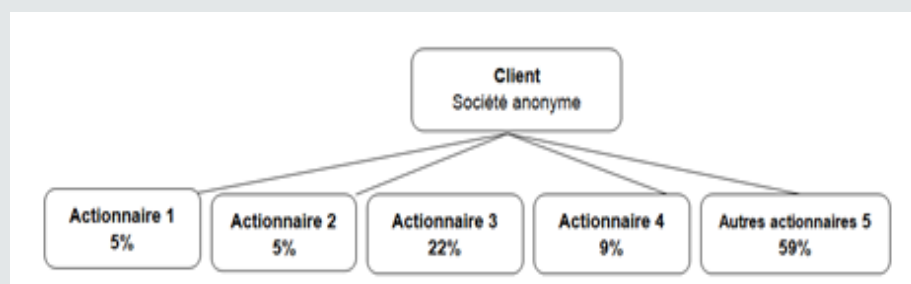 Client
Société anonyme
Actionnaire 1
5%
Actionnaire 2
5%
Actionnaire 3
22%
Actionnaire 4
9%
Autres actionnaires 5
59%